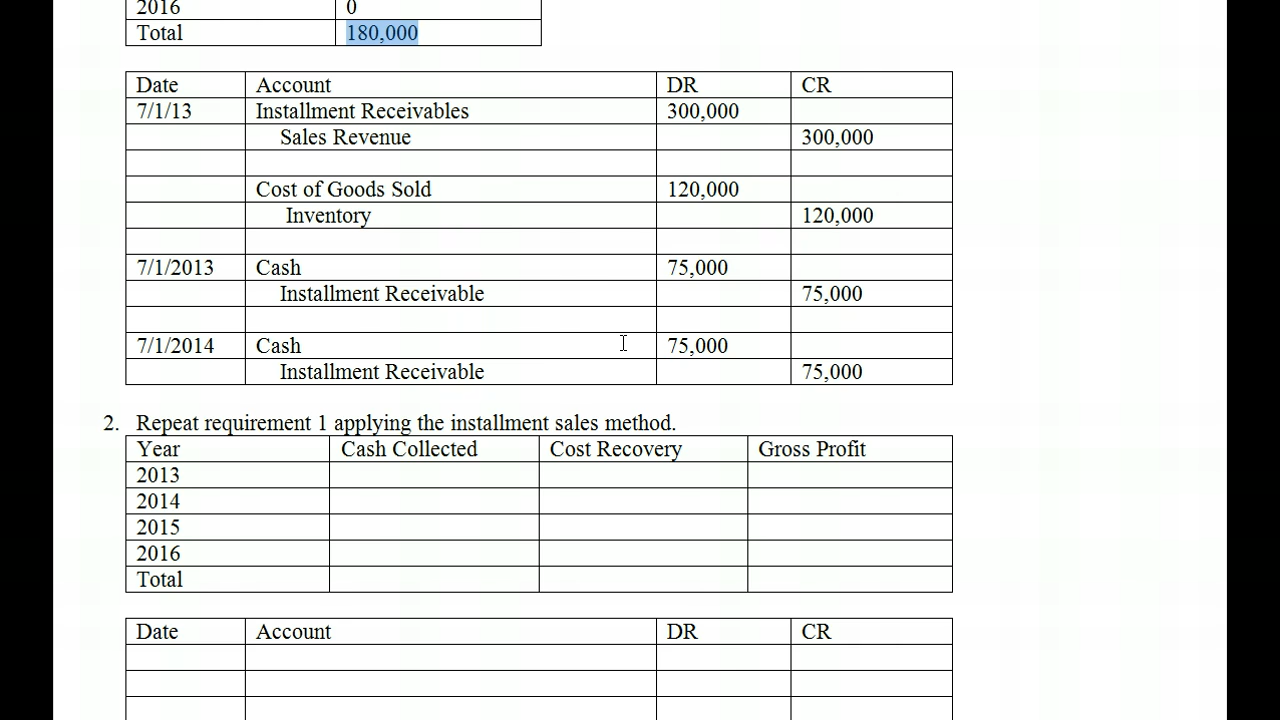 2016 0
Total 180,000
Date Account DR CR
7/1/13 Installment Receivables 300,000
Sales Revenue 300,000
Cost of Goods Sold 120,000
Inventory 120,000
7/1/2013 Cash 75,000
Installment Receivable 75,000
7/1/2014 Cash 75,000
Installment Receivable 75,000
2. Repeat requirement 1 applying the installment sales method.
Year Cash Collected Cost Recovery Gross Profit
2013
2014
2015
2016
Total
Date Account DR CR